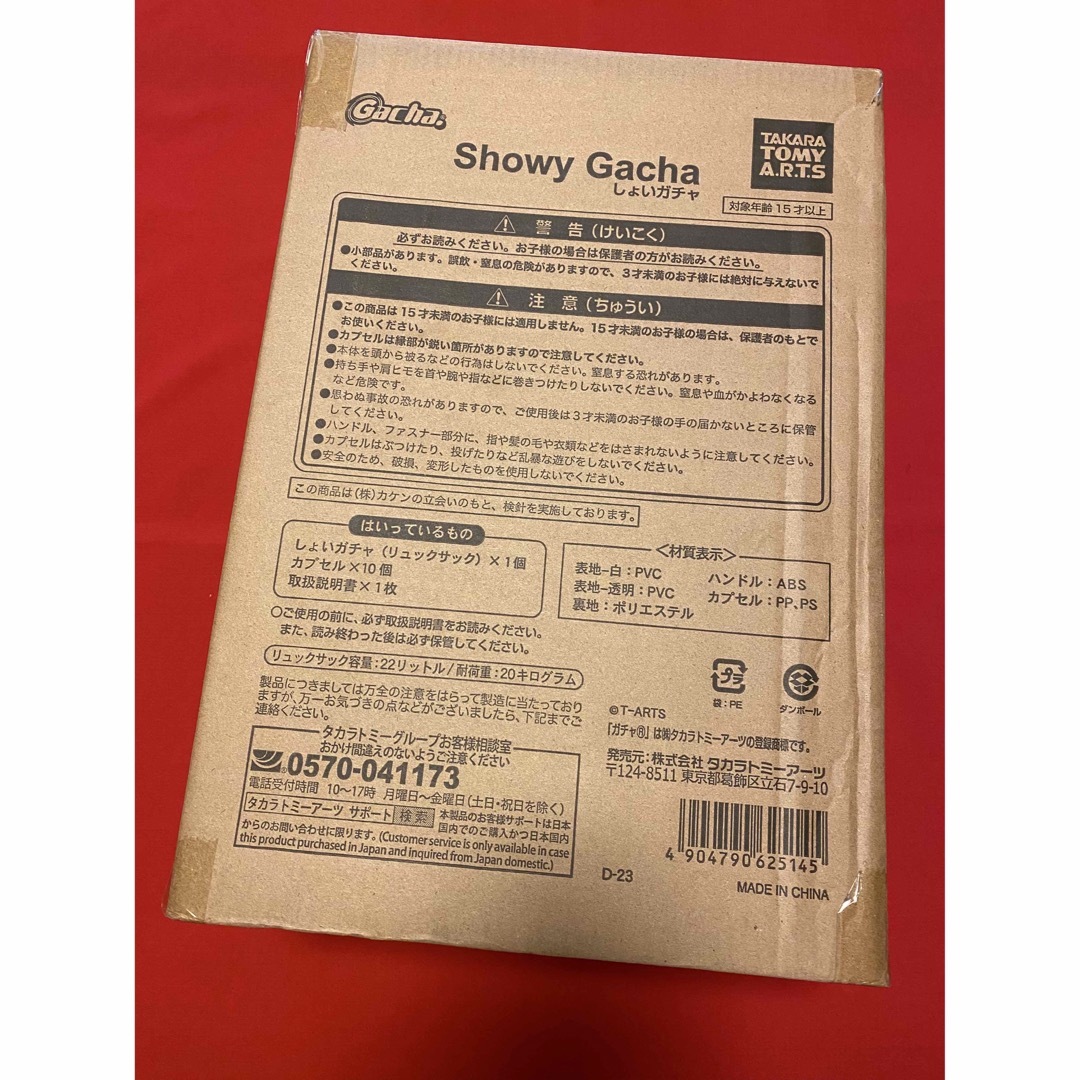 Gacha®
Showy Gacha
しょいガチャ
TAKARA
TOMY
A.R.T.S
対象年齢15才以上
警告(けいこく)
必ずお読みください。お子様の場合は保護者の方がお読みください。
●小部品があります。誤飲・窒息の危険がありますので、3才未満のお子様には絶対に与えないで
ください。
注意(ちゅうい)
●この商品は15才未満のお子様には適用しません。15才未満のお子様の場合は、保護者のもとで
お使いください。
●カプセルは縁部が鋭い箇所がありますので注意してください。
●本体を頭から被るなどの行為はしないでください。窒息する恐れがあります。
●持ち手や肩ヒモを首や腕や指などに巻きつけたりしないでください。窒息や血がかよわなくなる
など危険です。
●思わぬ事故の恐れがありますので、ご使用後は3才未満のお子様の手の届かないところに保管
してください。
●ハンドル、ファスナー部分に、指や髪の毛や衣類などをはさまれないように注意してください。
●カプセルはぶつけたり、投げたりなど乱暴な遊びをしないでください。
●安全のため、破損、変形したものを使用しないでください。
この商品は(株)カケンの立会いのもと、検針を実施しております。
はいっているもの
しょいガチャ(リュックサック)×1個
カプセル×10個
取扱説明書×1枚
<材質表示>
表地-白:PVC ハンドル:ABS
表地-透明:PVC カプセル:PP、PS
裏地:ポリエステル
○ご使用の前に、必ず取扱説明書をお読みください。
また、読み終わった後は必ず保管してください。
リュックサック容量:22リットル/耐荷重:20キログラム
製品につきましては万全の注意をはらって製造に当たっており
ますが、万一お気づきの点などがございましたら、下記までご
連絡ください。
タカラトミーグループお客様相談室
おかけ間違えのないようご注意ください
0570-041173
電話受付時間 10〜17時 月曜日〜金曜日(土日・祝日を除く)
タカラトミーアーツ サポート 検索 本製品のお客様サポートは日本
国内でのご購入かつ日本国内
からのお問い合わせに限ります。(Customer service is only available in case
this product purchased in Japan and inquired from Japan domestic.)
プラ
袋:PE
ダンボール
©T-ARTS
「ガチャ®」は㈱タカラトミーアーツの登録商標です。
発売元:株式会社 タカラトミーアーツ
〒124-8511 東京都葛飾区立石7-9-10
4 904790 625145
D-23
MADE IN CHINA